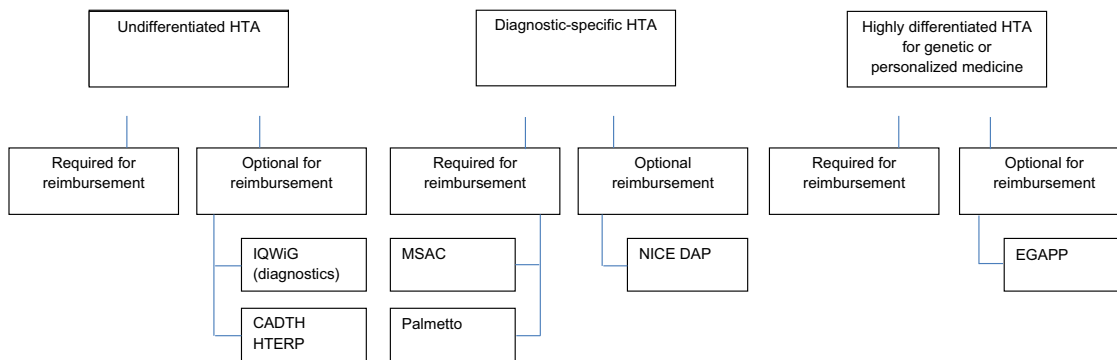 Undifferentiated HTA
Diagnostic-specific HTA
Highly differentiated HTA
for genetic or
personalized medicine
Required for
reimbursement
Optional for
reimbursement
Required for
reimbursement
Optional
reimbursement
Required for
reimbursement
Optional for
reimbursement
IQWiG
(diagnostics)
MSAC
NICE DAP
EGAPP
CADTH
HTERP
Palmetto